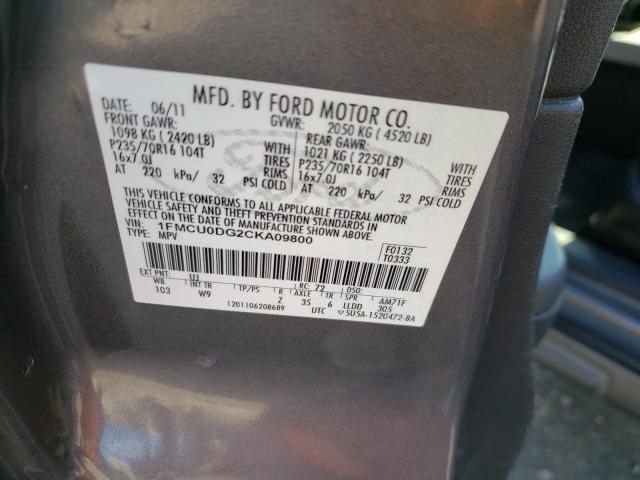 MFD. BY FORD MOTOR CO.
DATE: 06/11 GVWR: 2050 KG ( 4520 LB)
FRONT GAWR: REAR GAWR:
1098 KG ( 2420 LB) WITH 1021 KG ( 2250 LB) WITH
P235/70R16 104T TIRES P235/70R16 104T TIRES
16x7.0J RIMS 16x7.0J RIMS
AT 220 kPa/ 32 PSI COLD AT 220 kPa/ 32 PSI COLD
THIS VEHICLE CONFORMS TO ALL APPLICABLE FEDERAL MOTOR
VEHICLE SAFETY AND THEFT PREVENTION STANDARDS IN
EFFECT ON THE DATE OF MANUFACTURE SHOWN ABOVE.
VIN: 1FMCU0DG2CKA09800 F0132
TYPE: MPV T0333
EXT PNT: UJ RC: 72 DSO:
WB INT TR TP/PS R AXLE TR SPR AM71F
103 W9 Z 35 6 LLDD 305
1201106208689 UTC 5U5A-1520472-BA
Ford